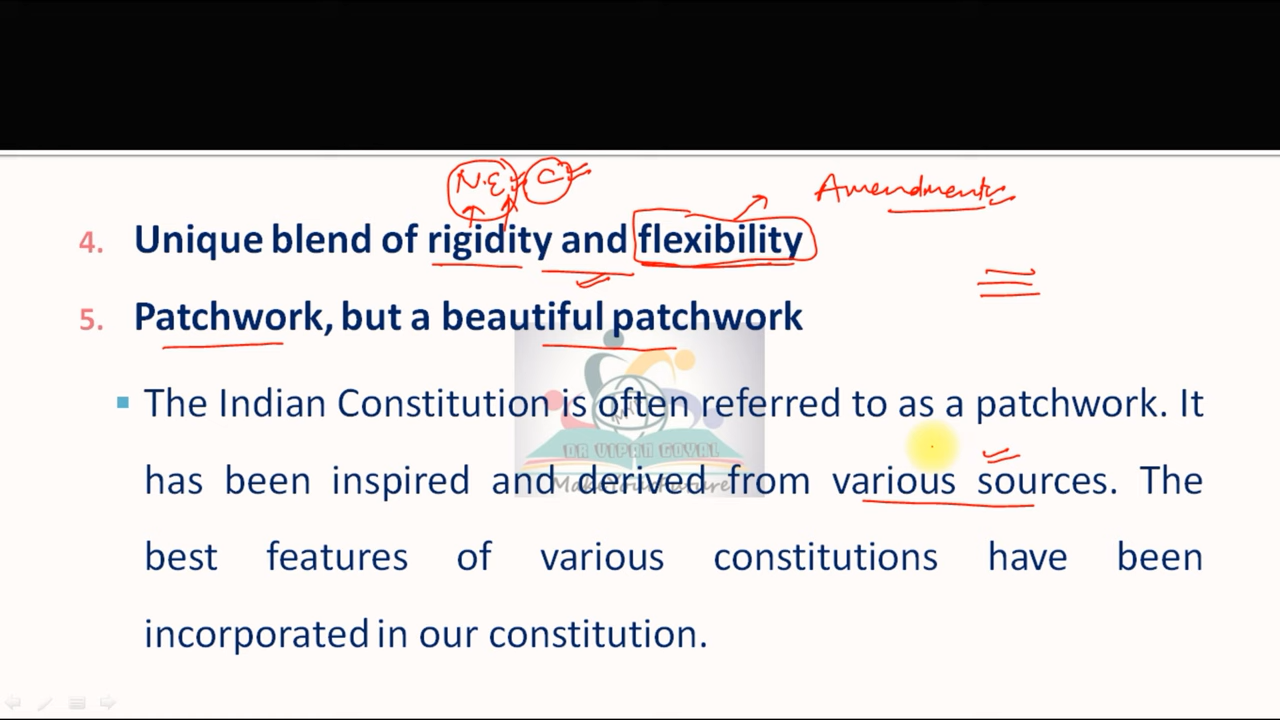 N.E C
Amendments
4. Unique blend of rigidity and flexibility
5. Patchwork, but a beautiful patchwork
▪ The Indian Constitution is often referred to as a patchwork. It
has been inspired and derived from various sources. The
best features of various constitutions have been
incorporated in our constitution.
DR VIPAN GOYAL